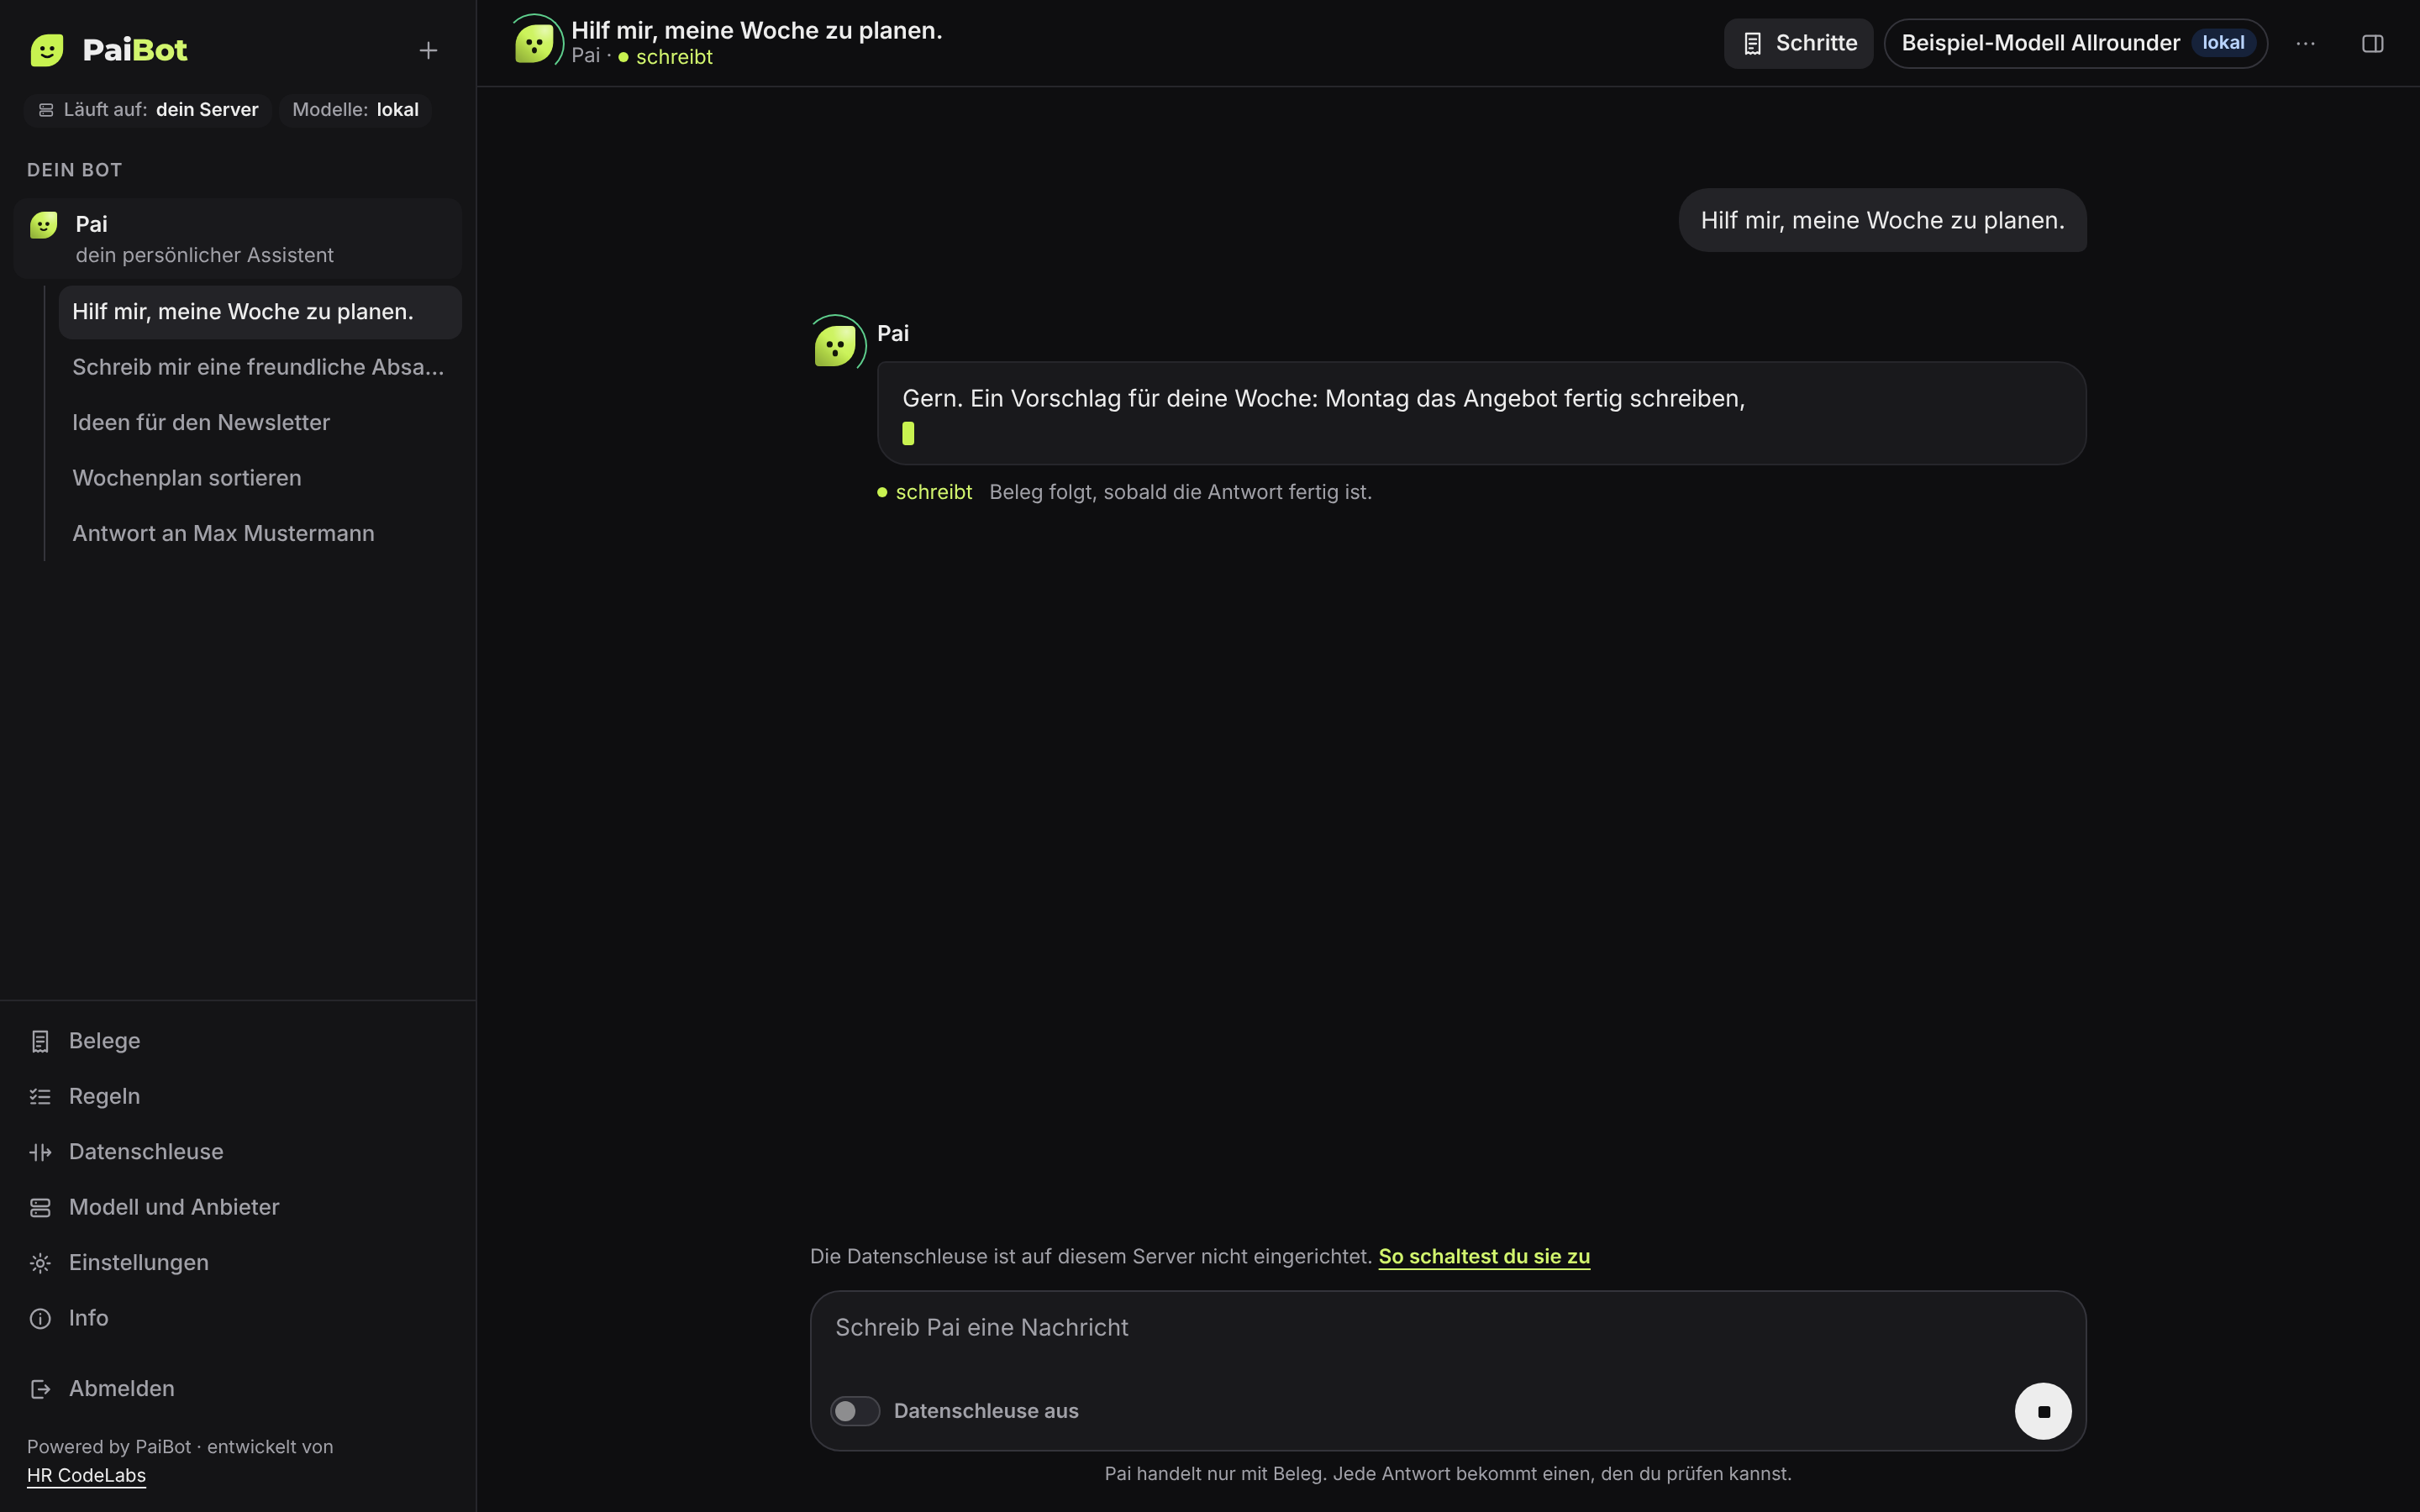 PaiBot
Läuft auf: dein Server
Modelle: lokal
DEIN BOT
Pai
dein persönlicher Assistent
Hilf mir, meine Woche zu planen.
Schreib mir eine freundliche Absa...
Ideen für den Newsletter
Wochenplan sortieren
Antwort an Max Mustermann
Belege
Regeln
Datenschleuse
Modell und Anbieter
Einstellungen
Info
Abmelden
Powered by PaiBot · entwickelt von
HR CodeLabs
Hilf mir, meine Woche zu planen.
Pai · schreibt
Schritte
Beispiel-Modell Allrounder lokal
Hilf mir, meine Woche zu planen.
Pai
Gern. Ein Vorschlag für deine Woche: Montag das Angebot fertig schreiben,
schreibt Beleg folgt, sobald die Antwort fertig ist.
Die Datenschleuse ist auf diesem Server nicht eingerichtet. So schaltest du sie zu
Schreib Pai eine Nachricht
Datenschleuse aus
Pai handelt nur mit Beleg. Jede Antwort bekommt einen, den du prüfen kannst.